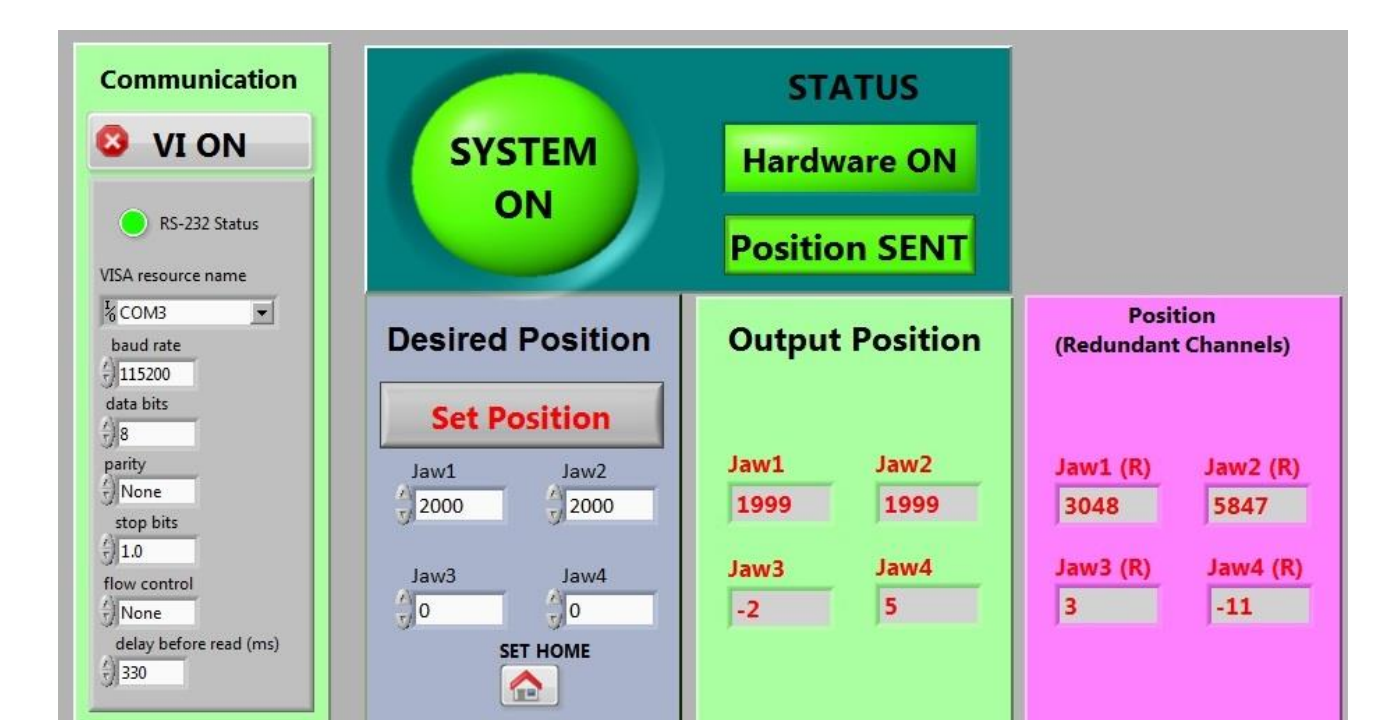 Communication
VI ON
RS-232 Status
VISA resource name
COM3
baud rate
115200
data bits
8
parity
None
stop bits
1.0
flow control
None
delay before read (ms)
330
SYSTEM
ON
STATUS
Hardware ON
Position SENT
Desired Position
Set Position
Jaw1 Jaw2
2000 2000
Jaw3 Jaw4
0 0
SET HOME
Output Position
Jaw1 Jaw2
1999 1999
Jaw3 Jaw4
-2 5
Position
(Redundant Channels)
Jaw1 (R) Jaw2 (R)
3048 5847
Jaw3 (R) Jaw4 (R)
3 -11